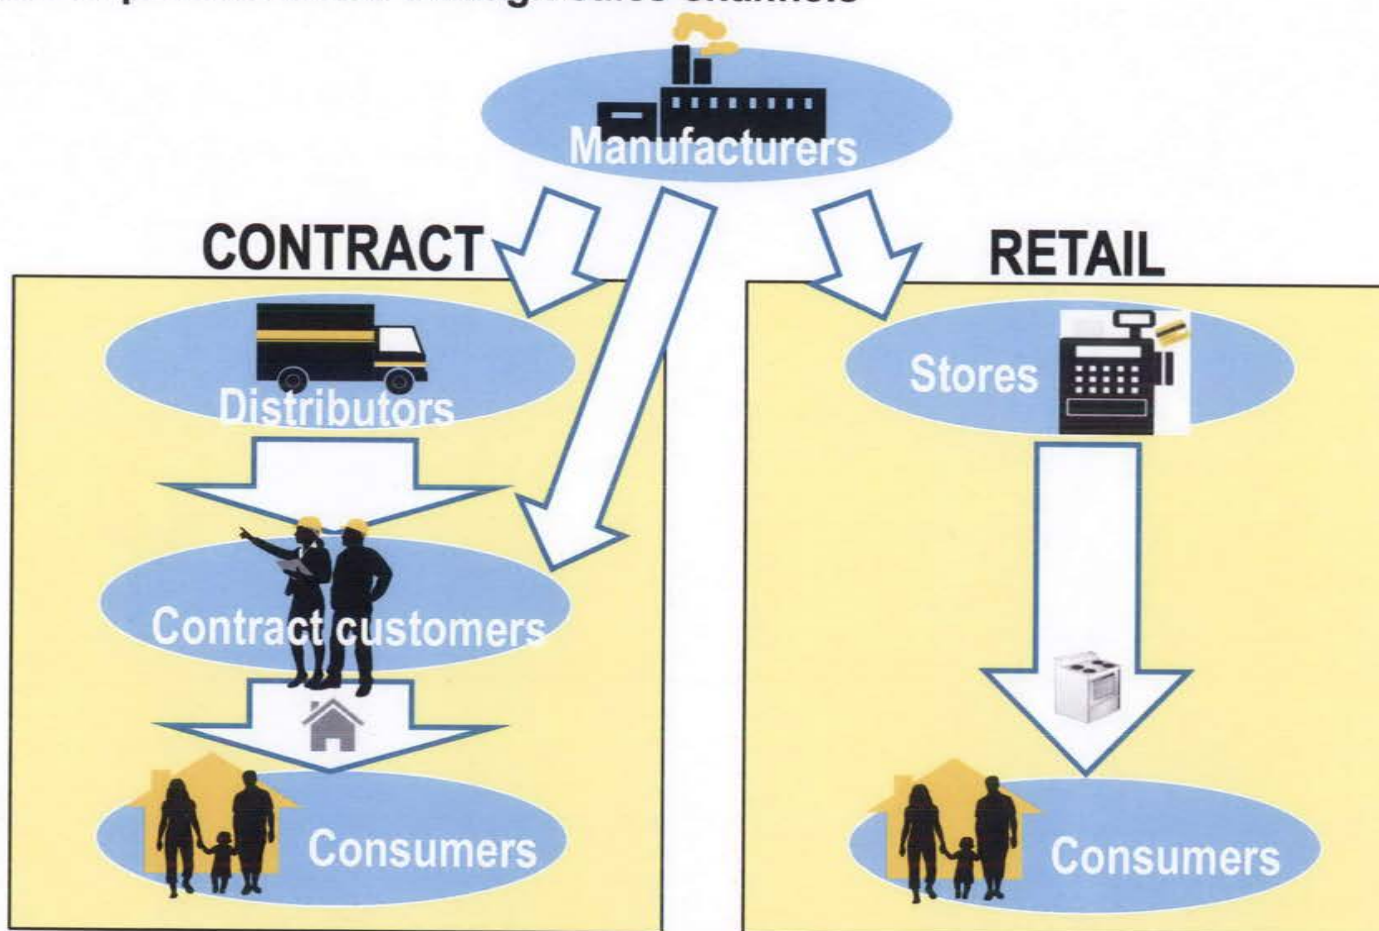 Manufacturers
CONTRACT
RETAIL
Distributors
Stores
Contract customers
Consumers
Consumers